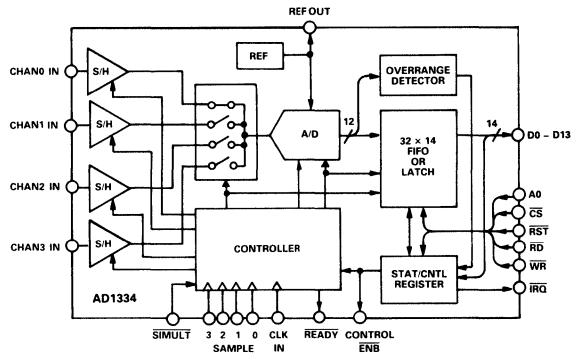 REF OUT
CHAN0 IN
S/H
REF
OVERRANGE
DETECTOR
CHAN1 IN
S/H
A/D
12
32 × 14
FIFO
OR
LATCH
14
D0 – D13
CHAN2 IN
S/H
CHAN3 IN
S/H
CONTROLLER
STAT/CNTL
REGISTER
A0
CS
RST
RD
WR
IRQ
AD1334
SIMULT
3 2 1 0
SAMPLE
CLK
IN
READY
CONTROL
ENB